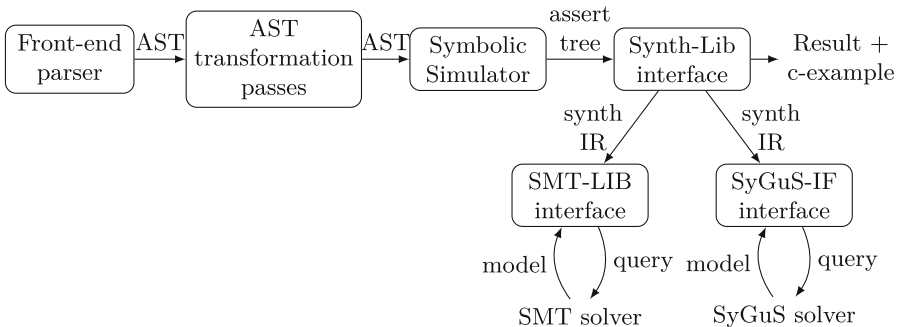 Front-end
parser
AST
AST
transformation
passes
AST
Symbolic
Simulator
assert
tree
Synth-Lib
interface
Result +
c-example
synth
IR
synth
IR
SMT-LIB
interface
SyGuS-IF
interface
model
query
model
query
SMT solver
SyGuS solver